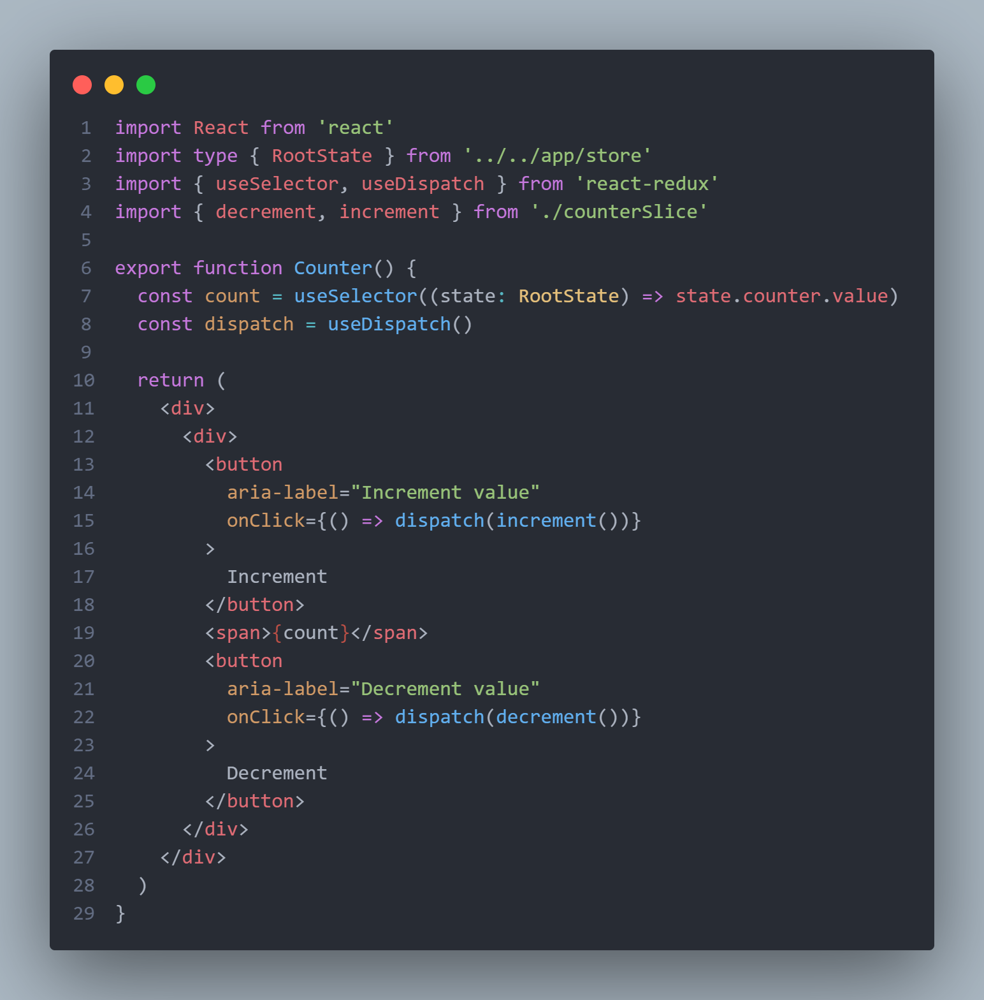 1 import React from 'react'
2 import type { RootState } from '../../app/store'
3 import { useSelector, useDispatch } from 'react-redux'
4 import { decrement, increment } from './counterSlice'
5
6 export function Counter() {
7   const count = useSelector((state: RootState) => state.counter.value)
8   const dispatch = useDispatch()
9
10   return (
11     <div>
12       <div>
13         <button
14           aria-label="Increment value"
15           onClick={() => dispatch(increment())}
16         >
17           Increment
18         </button>
19         <span>{count}</span>
20         <button
21           aria-label="Decrement value"
22           onClick={() => dispatch(decrement())}
23         >
24           Decrement
25         </button>
26       </div>
27     </div>
28   )
29 }